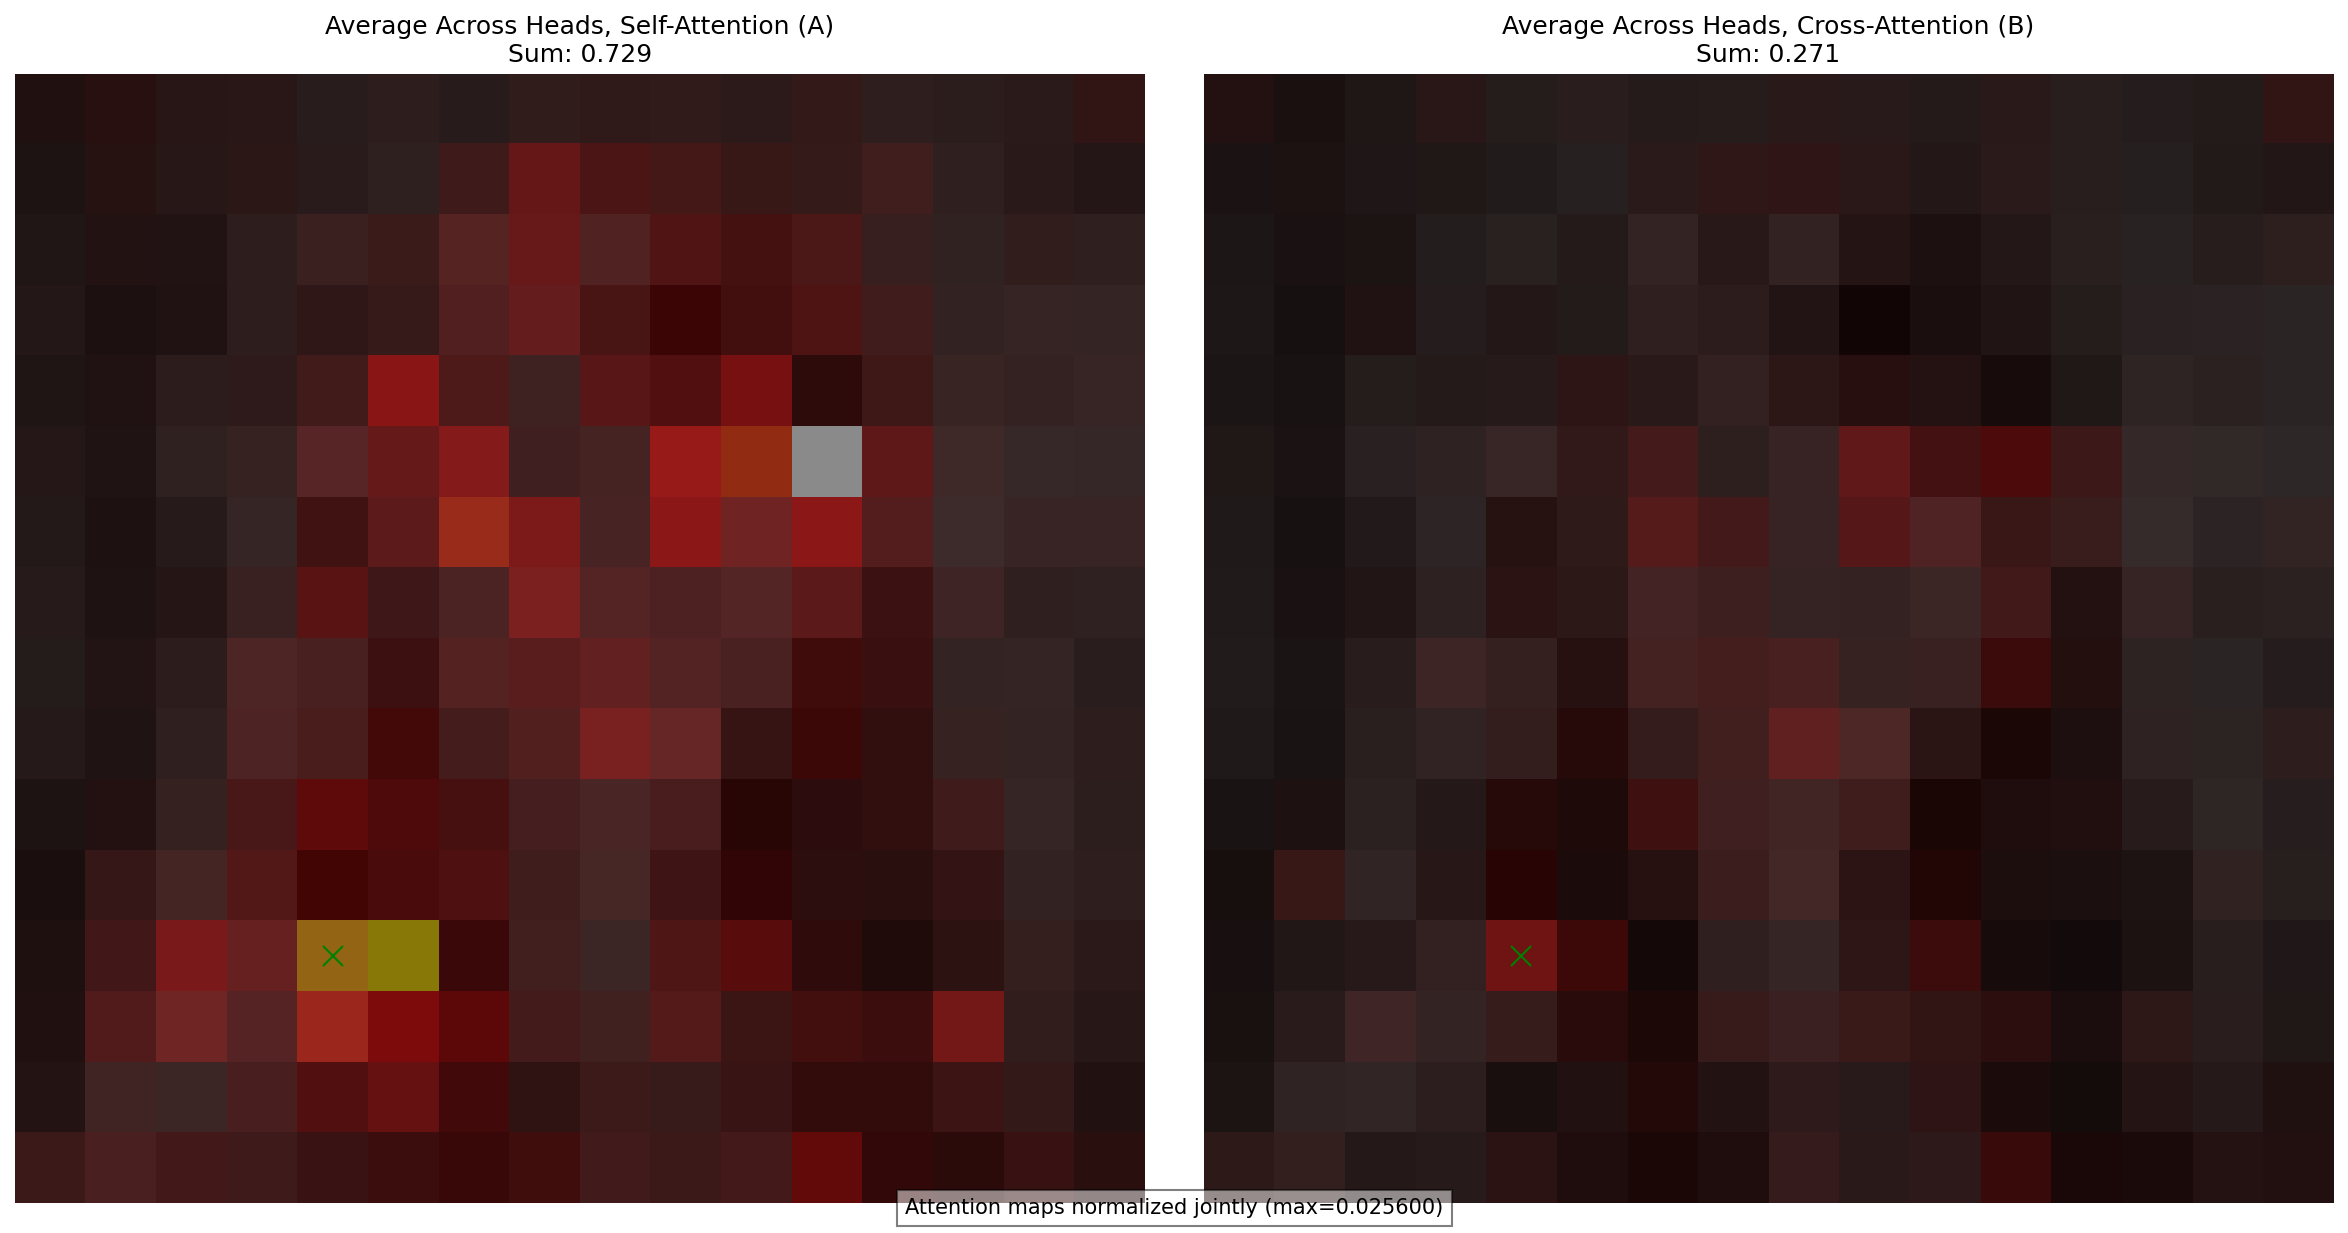 Average Across Heads, Self-Attention (A)
Sum: 0.729
Average Across Heads, Cross-Attention (B)
Sum: 0.271
Attention maps normalized jointly (max=0.025600)